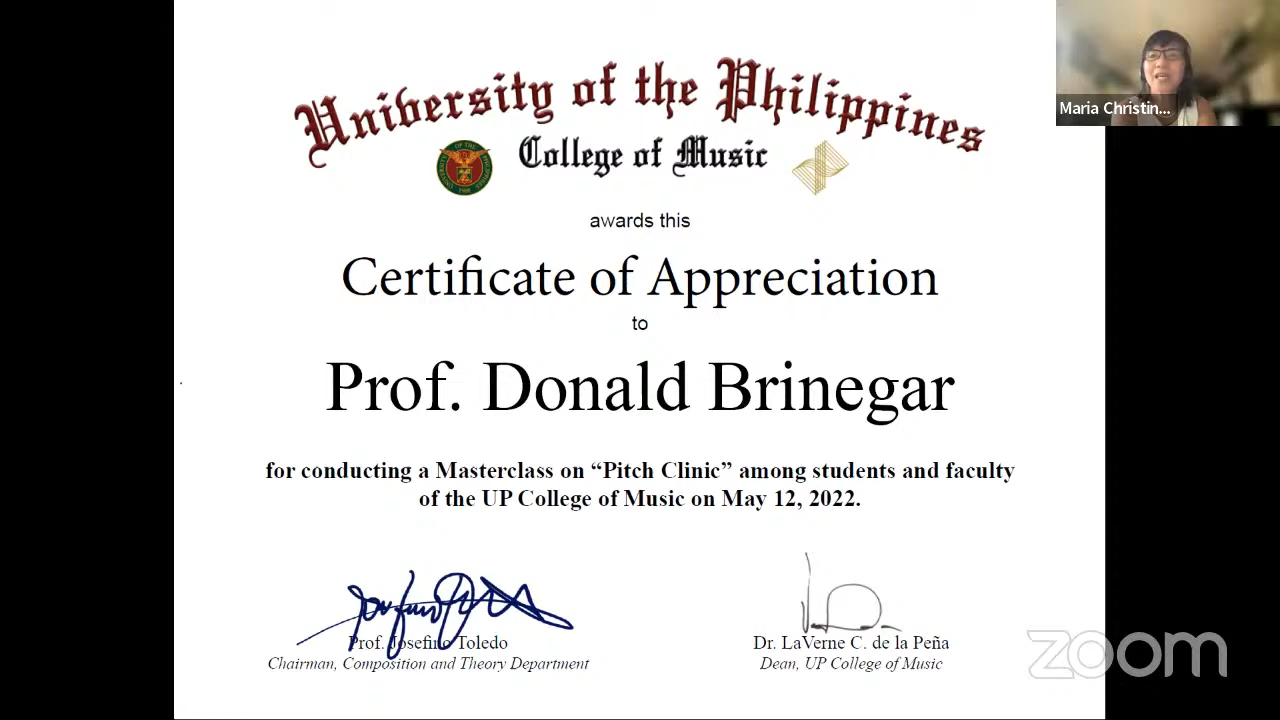 University of the Philippines
College of Music
awards this
Certificate of Appreciation
to
Prof. Donald Brinegar
for conducting a Masterclass on “Pitch Clinic” among students and faculty
of the UP College of Music on May 12, 2022.
Prof. Josefino Toledo
Chairman, Composition and Theory Department
Dr. LaVerne C. de la Peña
Dean, UP College of Music
Maria Christin...
zoom